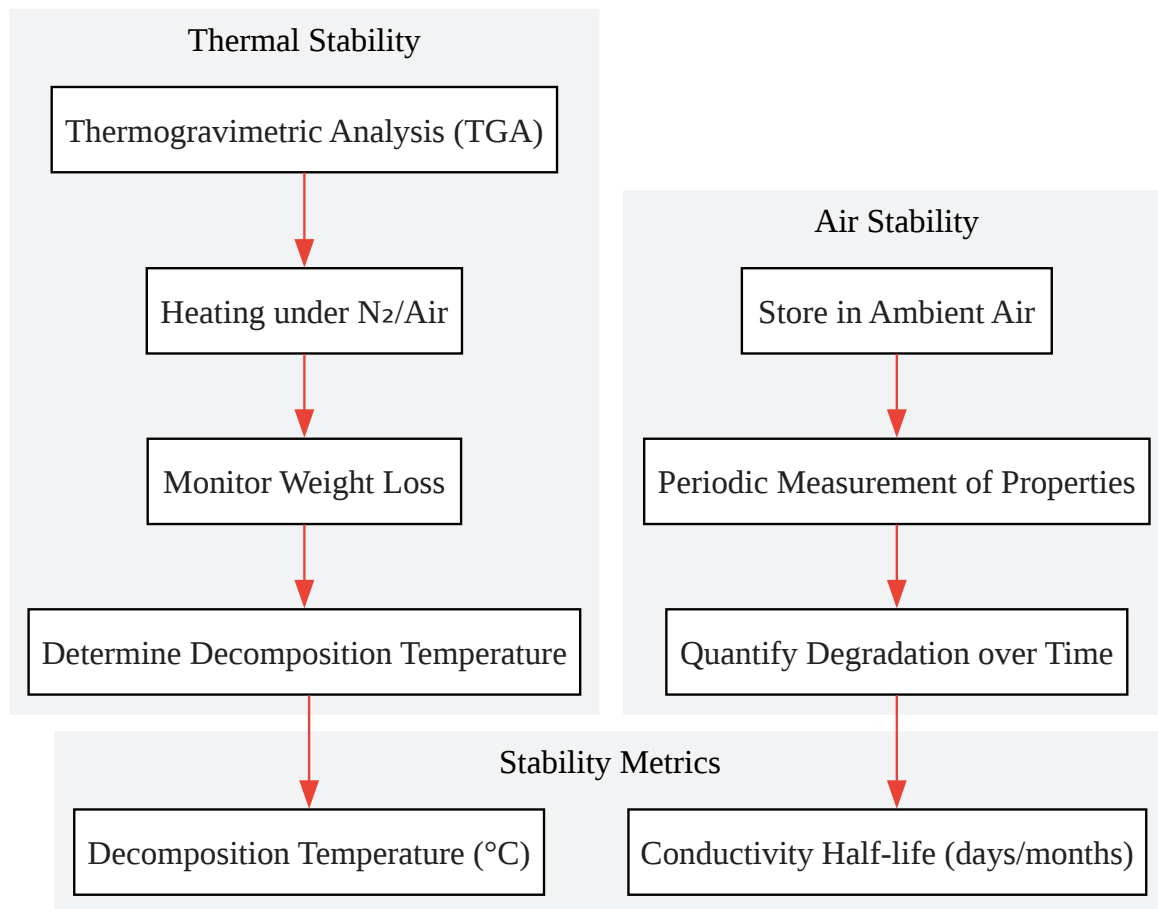 Thermal Stability
Thermogravimetric Analysis (TGA)
Heating under N₂/Air
Monitor Weight Loss
Determine Decomposition Temperature
Air Stability
Store in Ambient Air
Periodic Measurement of Properties
Quantify Degradation over Time
Stability Metrics
Decomposition Temperature (°C)
Conductivity Half-life (days/months)